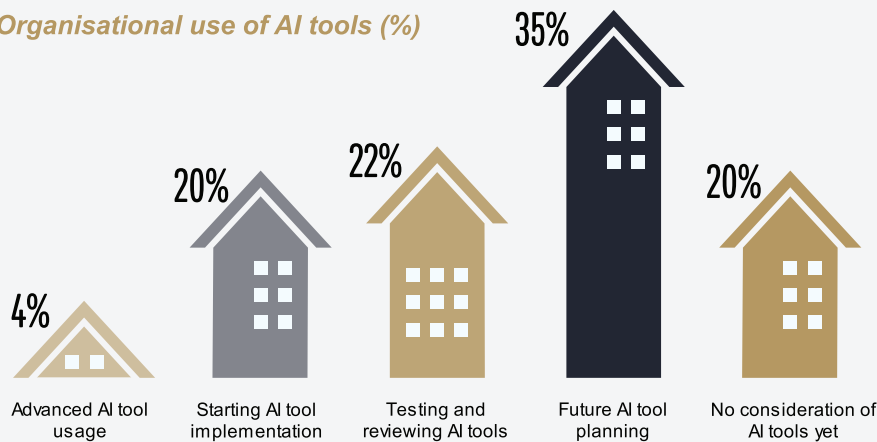 Organisational use of AI tools (%)
35%
22%
20%
20%
4%
Advanced AI tool
usage
Starting AI tool
implementation
Testing and
reviewing AI tools
Future AI tool
planning
No consideration of
AI tools yet